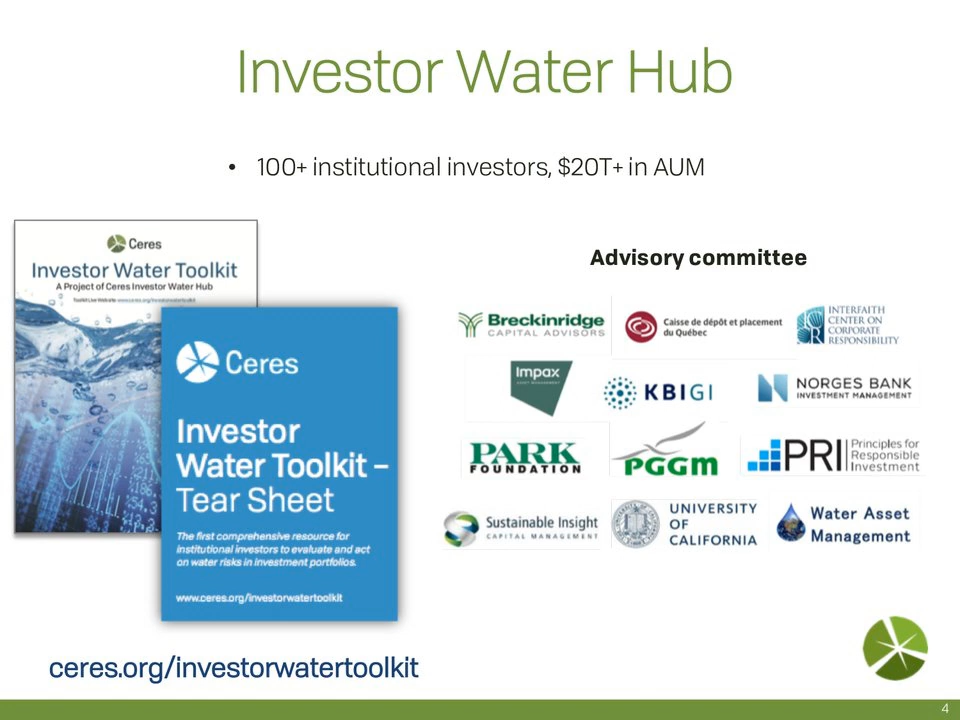 Investor Water Hub
• 100+ institutional investors, $20T+ in AUM
Ceres
Investor Water Toolkit
A Project of Ceres Investor Water Hub
Toolkit Live Website: www.ceres.org/investorwatertoolkit
Ceres
Investor
Water Toolkit –
Tear Sheet
The first comprehensive resource for
institutional investors to evaluate and act
on water risks in investment portfolios.
www.ceres.org/investorwatertoolkit
ceres.org/investorwatertoolkit
Advisory committee
Breckinridge
CAPITAL ADVISORS
Caisse de dépôt et placement
du Québec
INTERFAITH
CENTER ON
CORPORATE
RESPONSIBILITY
Impax
ASSET MANAGEMENT
KBIGI
NORGES BANK
INVESTMENT MANAGEMENT
PARK
FOUNDATION
PGGM
PRI
Principles for
Responsible
Investment
Sustainable Insight
CAPITAL MANAGEMENT
UNIVERSITY
OF
CALIFORNIA
Water Asset
Management
4